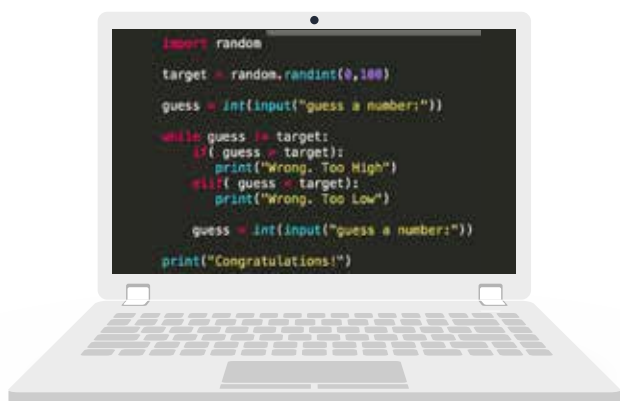 import random
target = random.randint(0,100)
guess = int(input("guess a number:"))
while guess != target:
if( guess > target):
print("Wrong. Too High")
elif( guess < target):
print("Wrong. Too Low")
guess = int(input("guess a number:"))
print("Congratulations!")